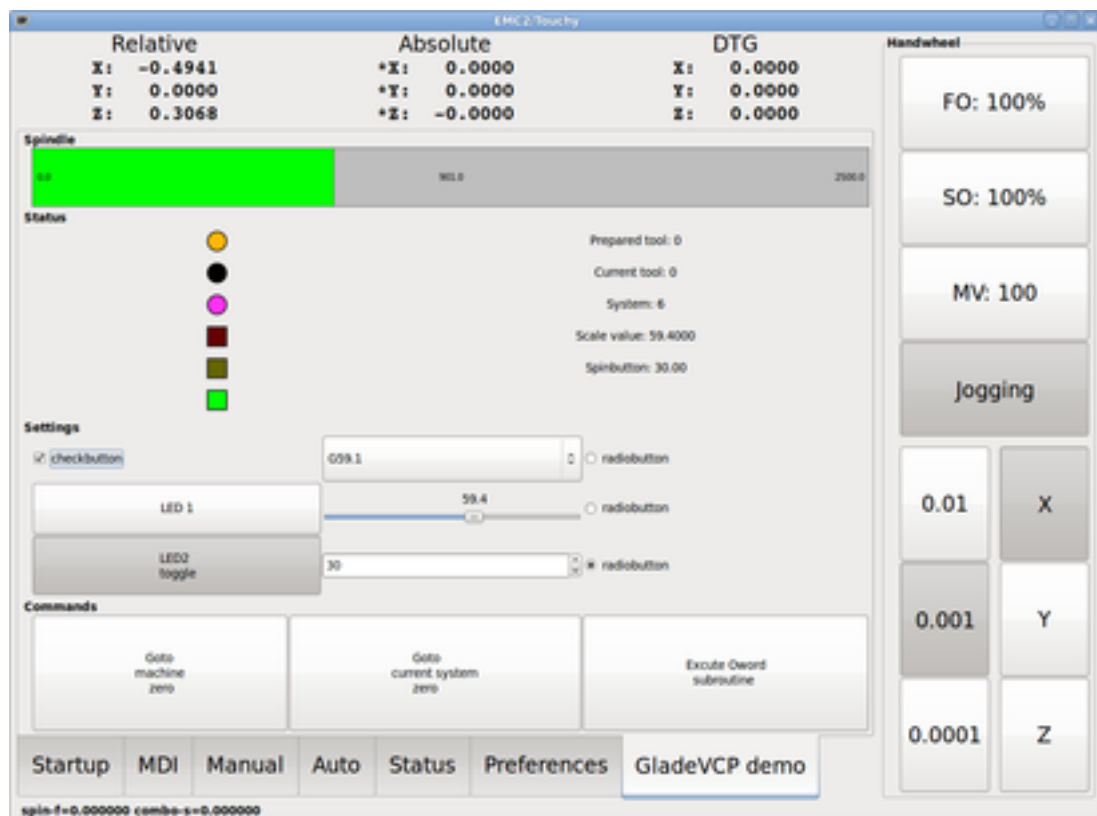 EMC2/Touchy
Relative Absolute DTG
X: -0.4941 *X: 0.0000 X: 0.0000
Y: 0.0000 *Y: 0.0000 Y: 0.0000
Z: 0.3068 *Z: -0.0000 Z: 0.0000
Spindle
0.0 901.0 2500.0
Status
Prepared tool: 0
Current tool: 0
System: 6
Scale value: 59.4000
Spinbutton: 30.00
Settings
checkbutton G59.1 radiobutton
LED 1 59.4 radiobutton
LED2
toggle
30 radiobutton
Commands
Goto
machine
zero
Goto
current system
zero
Excute Oword
subroutine
Startup MDI Manual Auto Status Preferences GladeVCP demo
spin-f=0.000000 combo-s=0.000000
Handwheel
FO: 100%
SO: 100%
MV: 100
Jogging
0.01 X
0.001 Y
0.0001 Z